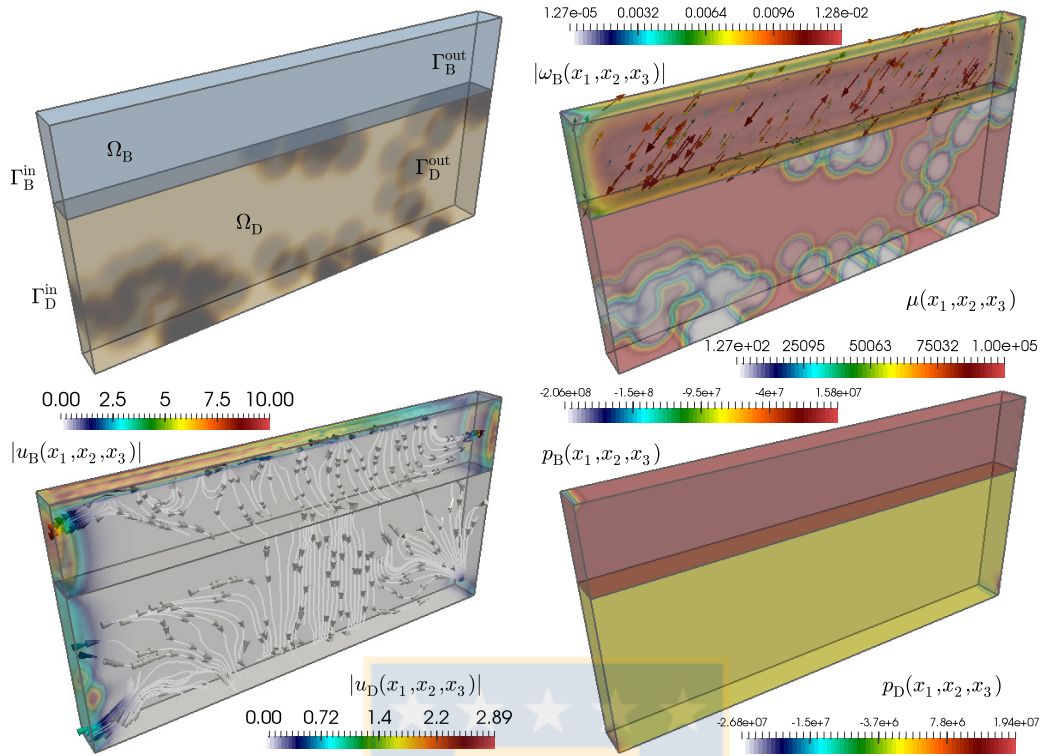 Γ_B^out
Ω_B
Γ_B^in
Γ_D^out
Ω_D
Γ_D^in
1.27e-05 0.0032 0.0064 0.0096 1.28e-02
|ω_B(x_1,x_2,x_3)|
μ(x_1,x_2,x_3)
1.27e+02 25095 50063 75032 1.00e+05
0.00 2.5 5.0 7.5 10.00
|u_B(x_1,x_2,x_3)|
|u_D(x_1,x_2,x_3)|
0.00 0.72 1.4 2.2 2.89
-2.06e+08 -1.5e+8 -9.5e+7 -4e+7 1.58e+07
p_B(x_1,x_2,x_3)
p_D(x_1,x_2,x_3)
-2.68e+07 -1.5e+7 -3.7e+6 7.8e+6 1.94e+07